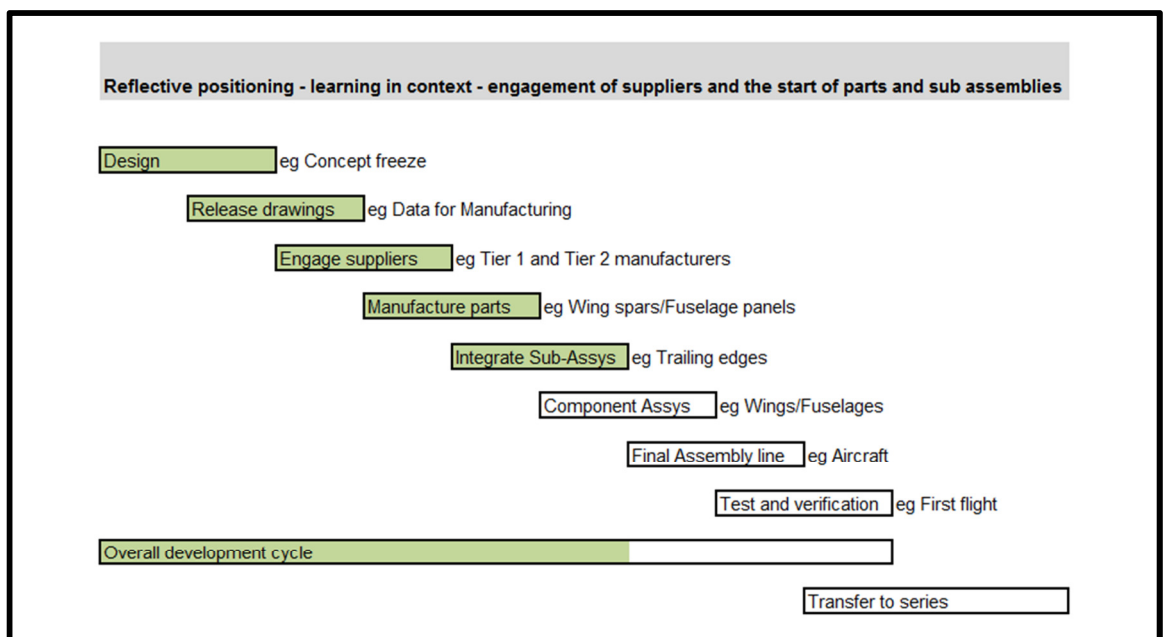 Reflective positioning - learning in context - engagement of suppliers and the start of parts and sub assemblies
Design eg Concept freeze
Release drawings eg Data for Manufacturing
Engage suppliers eg Tier 1 and Tier 2 manufacturers
Manufacture parts eg Wing spars/Fuselage panels
Integrate Sub-Assys eg Trailing edges
Component Assys eg Wings/Fuselages
Final Assembly line eg Aircraft
Test and verification eg First flight
Overall development cycle
Transfer to series